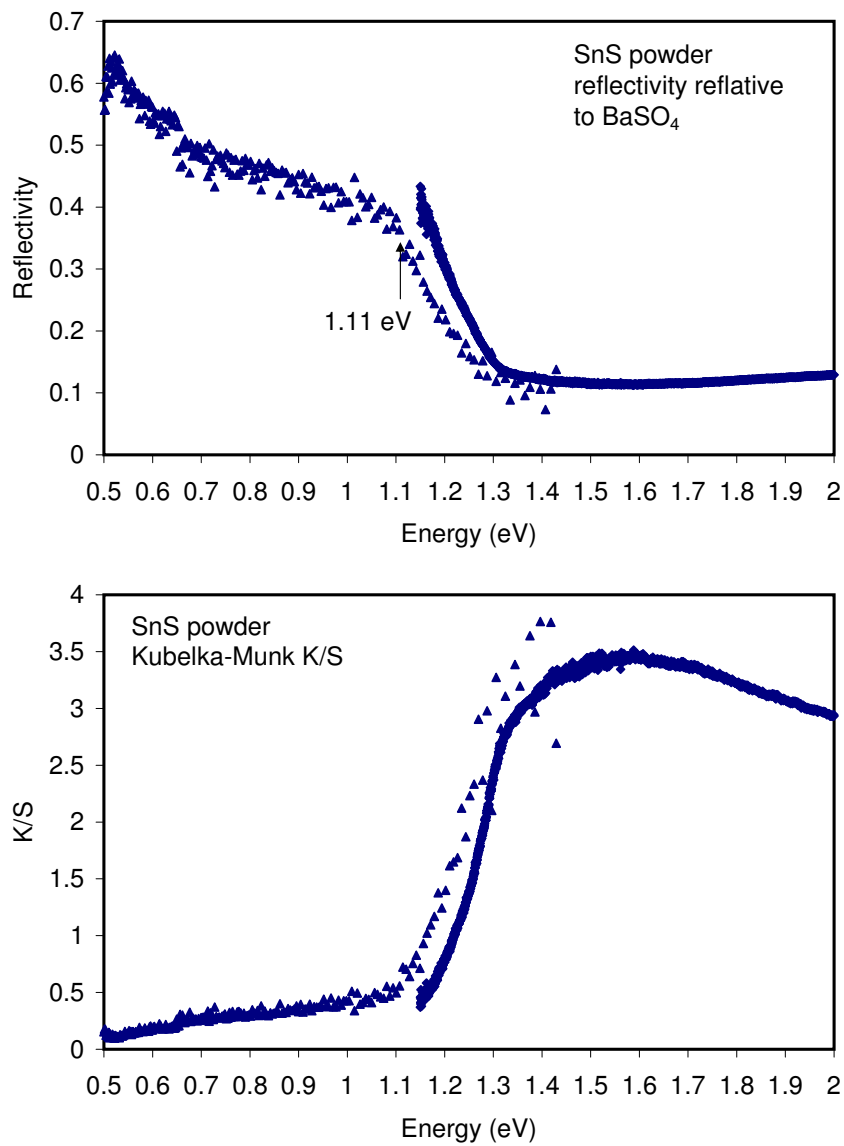 0.7
0.6
0.5
0.4
0.3
0.2
0.1
0
Reflectivity
SnS powder
reflectivity reflative
to BaSO₄
1.11 eV
0.5 0.6 0.7 0.8 0.9 1 1.1 1.2 1.3 1.4 1.5 1.6 1.7 1.8 1.9 2
Energy (eV)
4
3.5
3
2.5
2
1.5
1
0.5
0
K/S
SnS powder
Kubelka-Munk K/S
0.5 0.6 0.7 0.8 0.9 1 1.1 1.2 1.3 1.4 1.5 1.6 1.7 1.8 1.9 2
Energy (eV)